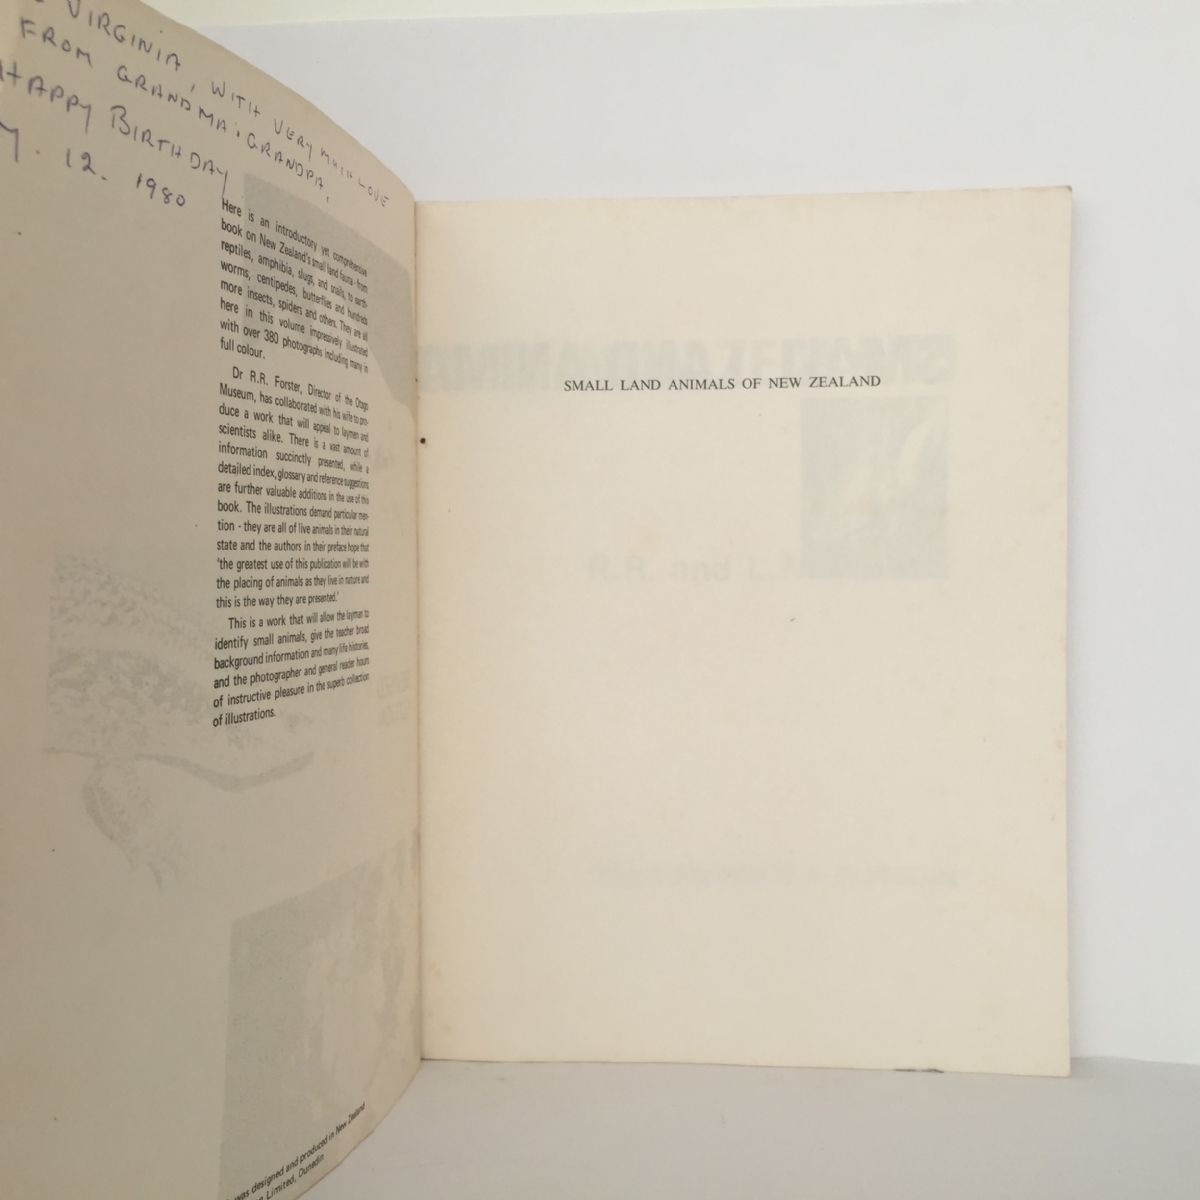 VIRGINIA, WITH VERY MUCH LOVE
FROM GRANDMA & GRANDPA,
HAPPY BIRTHDAY
12. 1980
Here is an introductory yet comprehensive
book on New Zealand's small land fauna - from
reptiles, amphibia, slugs, and snails, to earth-
worms, centipedes, butterflies and hundreds
more insects, spiders and others. They are all
here in this volume impressively illustrated
with over 380 photographs including many in
full colour.
Dr R.R. Forster, Director of the Otago
Museum, has collaborated with his wife to pro-
duce a work that will appeal to laymen and
scientists alike. There is a vast amount of
information succinctly presented, while a
detailed index, glossary and reference suggestions
are further valuable additions in the use of this
book. The illustrations demand particular men-
tion - they are all of live animals in their natural
state and the authors in their preface hope that
'the greatest use of this publication will be with
the placing of animals as they live in nature and
this is the way they are presented.'
This is a work that will allow the layman to
identify small animals, give the teacher broad
background information and many life histories,
and the photographer and general reader hours
of instructive pleasure in the superb collection
of illustrations.
was designed and produced in New Zealand
Limited, Dunedin
SMALL LAND ANIMALS OF NEW ZEALAND